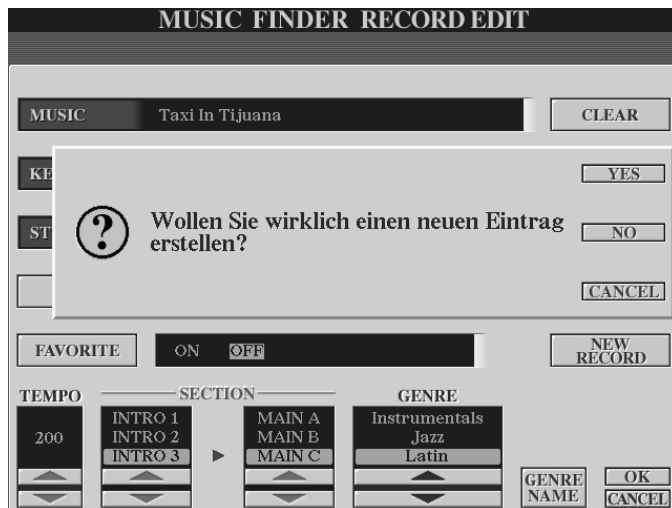 MUSIC FINDER RECORD EDIT
MUSIC Taxi In Tijuana CLEAR
KE
YES
Wollen Sie wirklich einen neuen Eintrag
erstellen?
ST
NO
CANCEL
FAVORITE ON OFF NEW
RECORD
TEMPO SECTION GENRE
INTRO 1 MAIN A Instrumentals
200 INTRO 2 MAIN B Jazz
INTRO 3 MAIN C Latin
GENRE
NAME
OK
CANCEL